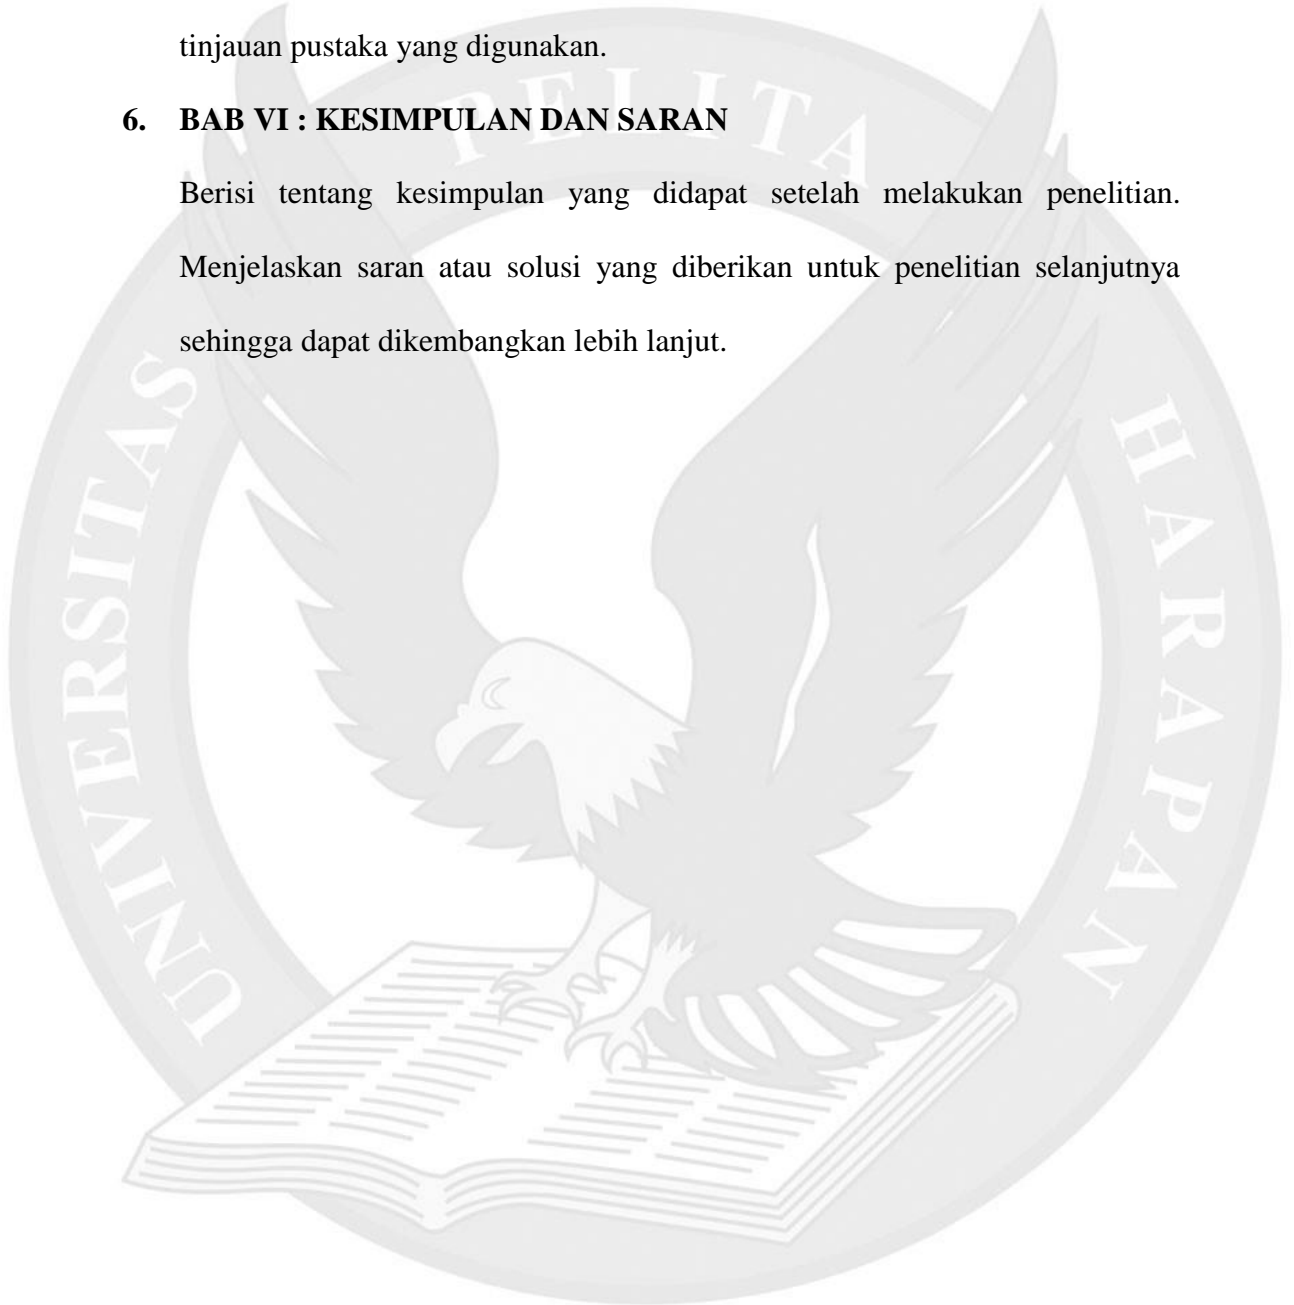 tinjauan pustaka yang digunakan.
6. BAB VI : KESIMPULAN DAN SARAN
Berisi tentang kesimpulan yang didapat setelah melakukan penelitian.
Menjelaskan saran atau solusi yang diberikan untuk penelitian selanjutnya
sehingga dapat dikembangkan lebih lanjut.
UNIVERSITAS PELITA HARAPAN